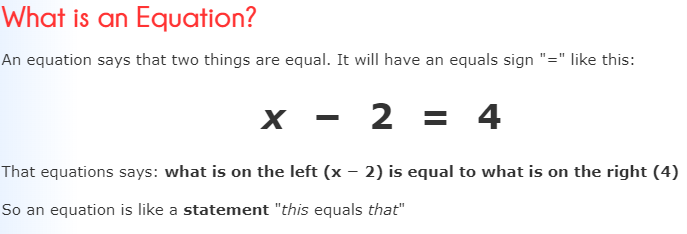 What is an Equation?
An equation says that two things are equal. It will have an equals sign "=" like this:
x − 2 = 4
That equations says: what is on the left (x − 2) is equal to what is on the right (4)
So an equation is like a statement "this equals that"